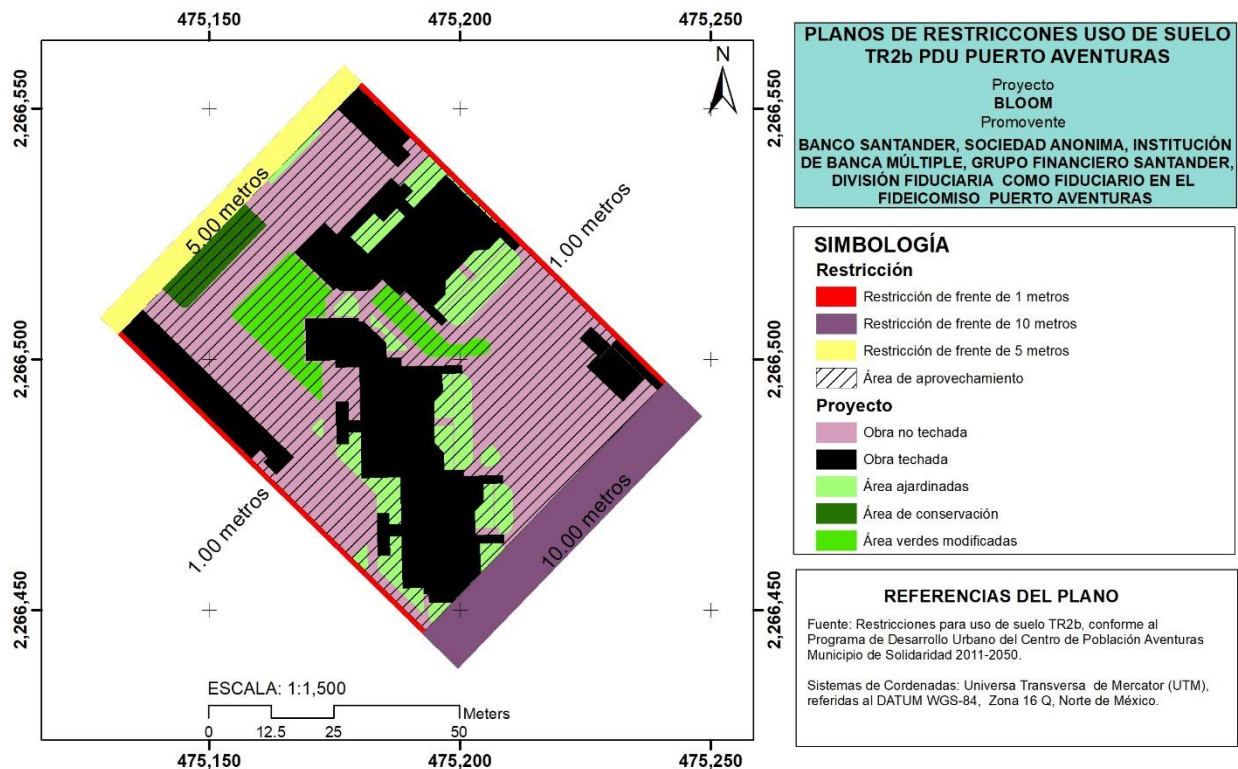 475,150
475,200
475,250
2,266,550
2,266,550
N
5.00 metros
1.00 metros
2,266,500
2,266,500
1.00 metros
10.00 metros
2,266,450
2,266,450
ESCALA: 1:1,500
Meters
0
12.5
25
50
475,150
475,200
475,250
PLANOS DE RESTRICCONES USO DE SUELO
TR2b PDU PUERTO AVENTURAS
Proyecto
BLOOM
Promovente
BANCO SANTANDER, SOCIEDAD ANONIMA, INSTITUCIÓN
DE BANCA MÚLTIPLE, GRUPO FINANCIERO SANTANDER,
DIVISIÓN FIDUCIARIA COMO FIDUCIARIO EN EL
FIDEICOMISO PUERTO AVENTURAS
SIMBOLOGÍA
Restricción
Restricción de frente de 1 metros
Restricción de frente de 10 metros
Restricción de frente de 5 metros
Área de aprovechamiento
Proyecto
Obra no techada
Obra techada
Área ajardinadas
Área de conservación
Área verdes modificadas
REFERENCIAS DEL PLANO
Fuente: Restricciones para uso de suelo TR2b, conforme al
Programa de Desarrollo Urbano del Centro de Población Aventuras
Municipio de Solidaridad 2011-2050.
Sistemas de Cordenadas: Universa Transversa de Mercator (UTM),
referidas al DATUM WGS-84, Zona 16 Q, Norte de México.